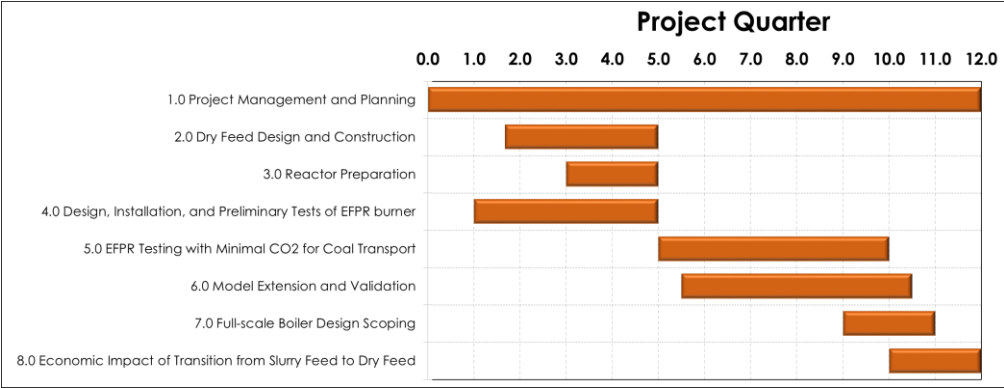 Project Quarter
0.0 1.0 2.0 3.0 4.0 5.0 6.0 7.0 8.0 9.0 10.0 11.0 12.0
1.0 Project Management and Planning
2.0 Dry Feed Design and Construction
3.0 Reactor Preparation
4.0 Design, Installation, and Preliminary Tests of EFPR burner
5.0 EFPR Testing with Minimal CO2 for Coal Transport
6.0 Model Extension and Validation
7.0 Full-scale Boiler Design Scoping
8.0 Economic Impact of Transition from Slurry Feed to Dry Feed